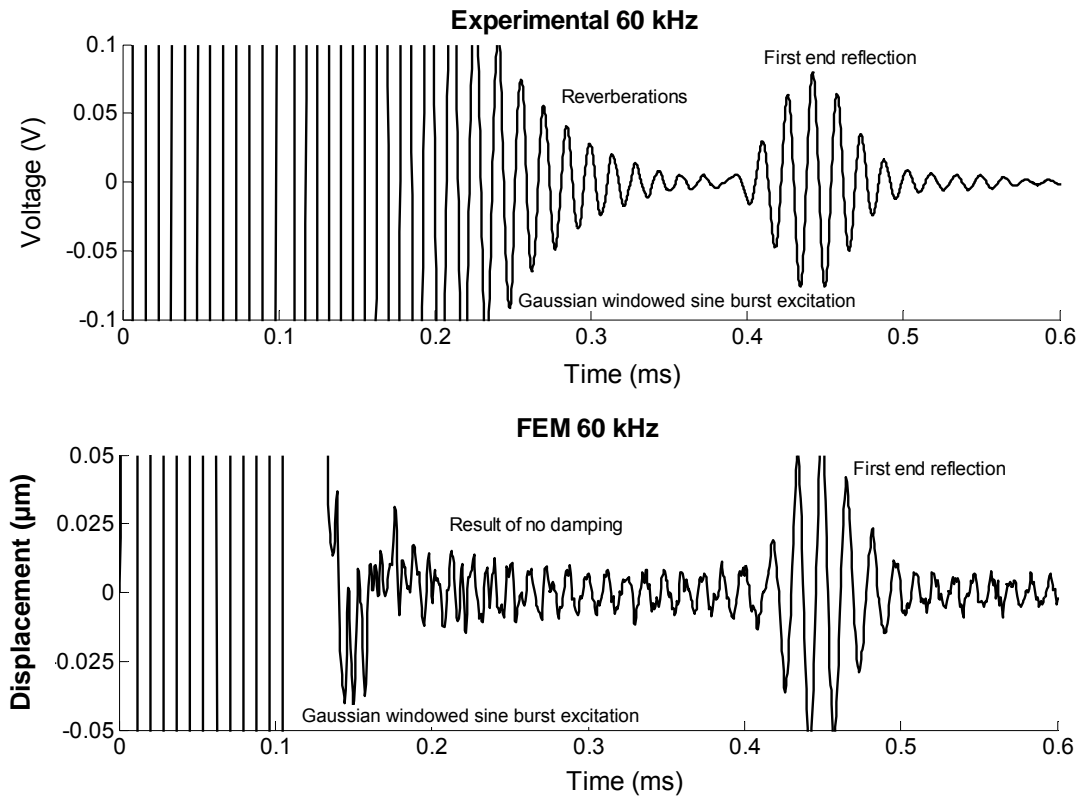 Experimental 60 kHz
0.1
First end reflection
Reverberations
0.05
Voltage (V)
0
-0.05
Gaussian windowed sine burst excitation
-0.1
0 0.1 0.2 0.3 0.4 0.5 0.6
Time (ms)
FEM 60 kHz
0.05
First end reflection
Result of no damping
0.025
Displacement (µm)
0
0.025
Gaussian windowed sine burst excitation
-0.05
0 0.1 0.2 0.3 0.4 0.5 0.6
Time (ms)